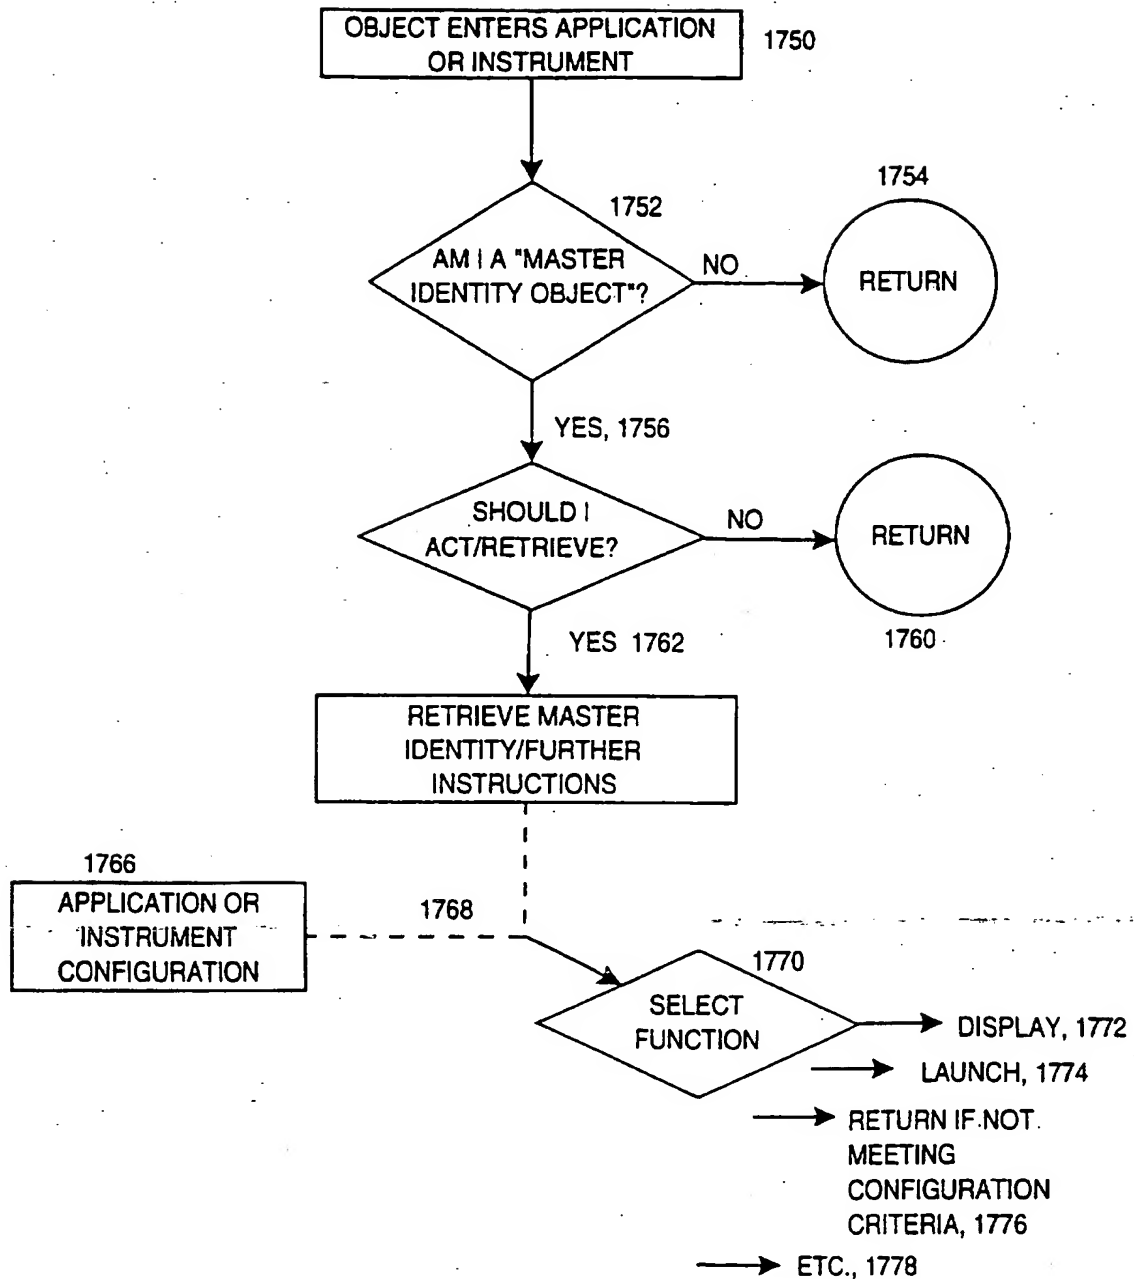 OBJECT ENTERS APPLICATION
OR INSTRUMENT
1750
1754
1752
AM I A "MASTER
IDENTITY OBJECT"?
NO
RETURN
YES, 1756
SHOULD I
ACT/RETRIEVE?
NO
RETURN
1760
YES 1762
RETRIEVE MASTER
IDENTITY/FURTHER
INSTRUCTIONS
1766
APPLICATION OR
INSTRUMENT
CONFIGURATION
1768
1770
SELECT
FUNCTION
DISPLAY, 1772
LAUNCH, 1774
RETURN IF NOT
MEETING
CONFIGURATION
CRITERIA, 1776
ETC., 1778